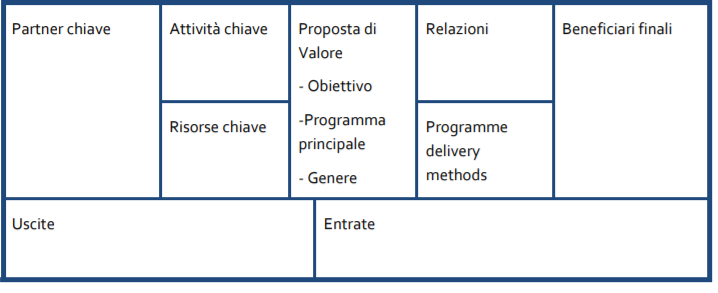 Partner chiave
Attività chiave
Risorse chiave
Proposta di
Valore
- Obiettivo
-Programma
principale
- Genere
Relazioni
Programme
delivery
methods
Beneficiari finali
Uscite
Entrate